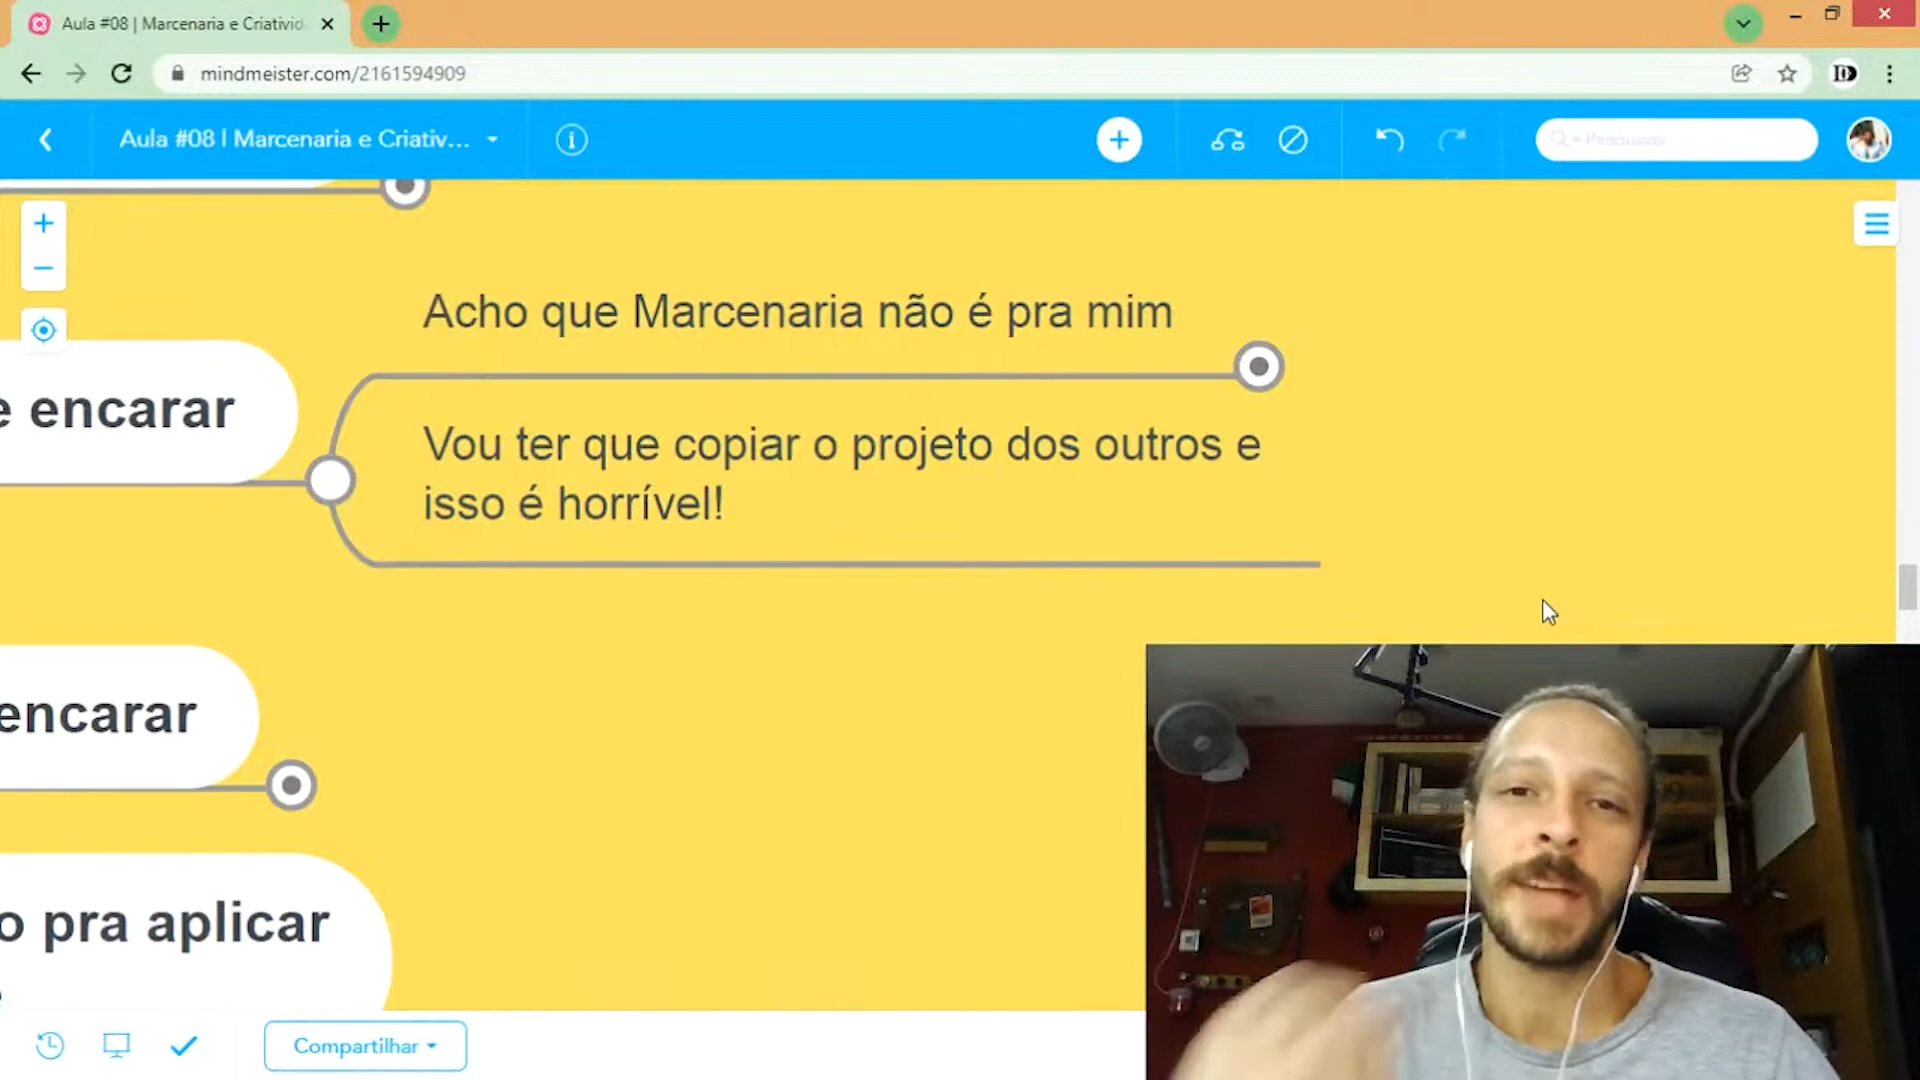 Aula #08 | Marcenaria e Criativid
mindmeister.com/2161594909
Aula #08 | Marcenaria e Criativ...
Pesquisar
Acho que Marcenaria não é pra mim
e encarar
Vou ter que copiar o projeto dos outros e
isso é horrível!
encarar
o pra aplicar
Compartilhar